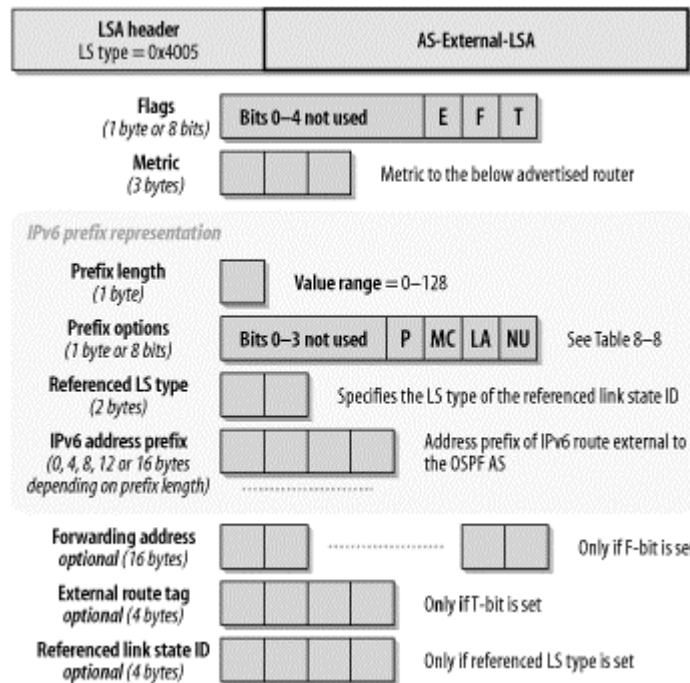 LSA header
LS type = 0x4005
AS-External-LSA
Flags
(1 byte or 8 bits)
Bits 0–4 not used E F T
Metric
(3 bytes)
Metric to the below advertised router
IPv6 prefix representation
Prefix length
(1 byte)
Value range = 0–128
Prefix options
(1 byte or 8 bits)
Bits 0–3 not used P MC LA NU
See Table 8–8
Referenced LS type
(2 bytes)
Specifies the LS type of the referenced link state ID
IPv6 address prefix
(0, 4, 8, 12 or 16 bytes
depending on prefix length)
Address prefix of IPv6 route external to
the OSPF AS
Forwarding address
optional (16 bytes)
Only if F-bit is set
External route tag
optional (4 bytes)
Only if T-bit is set
Referenced link state ID
optional (4 bytes)
Only if referenced LS type is set